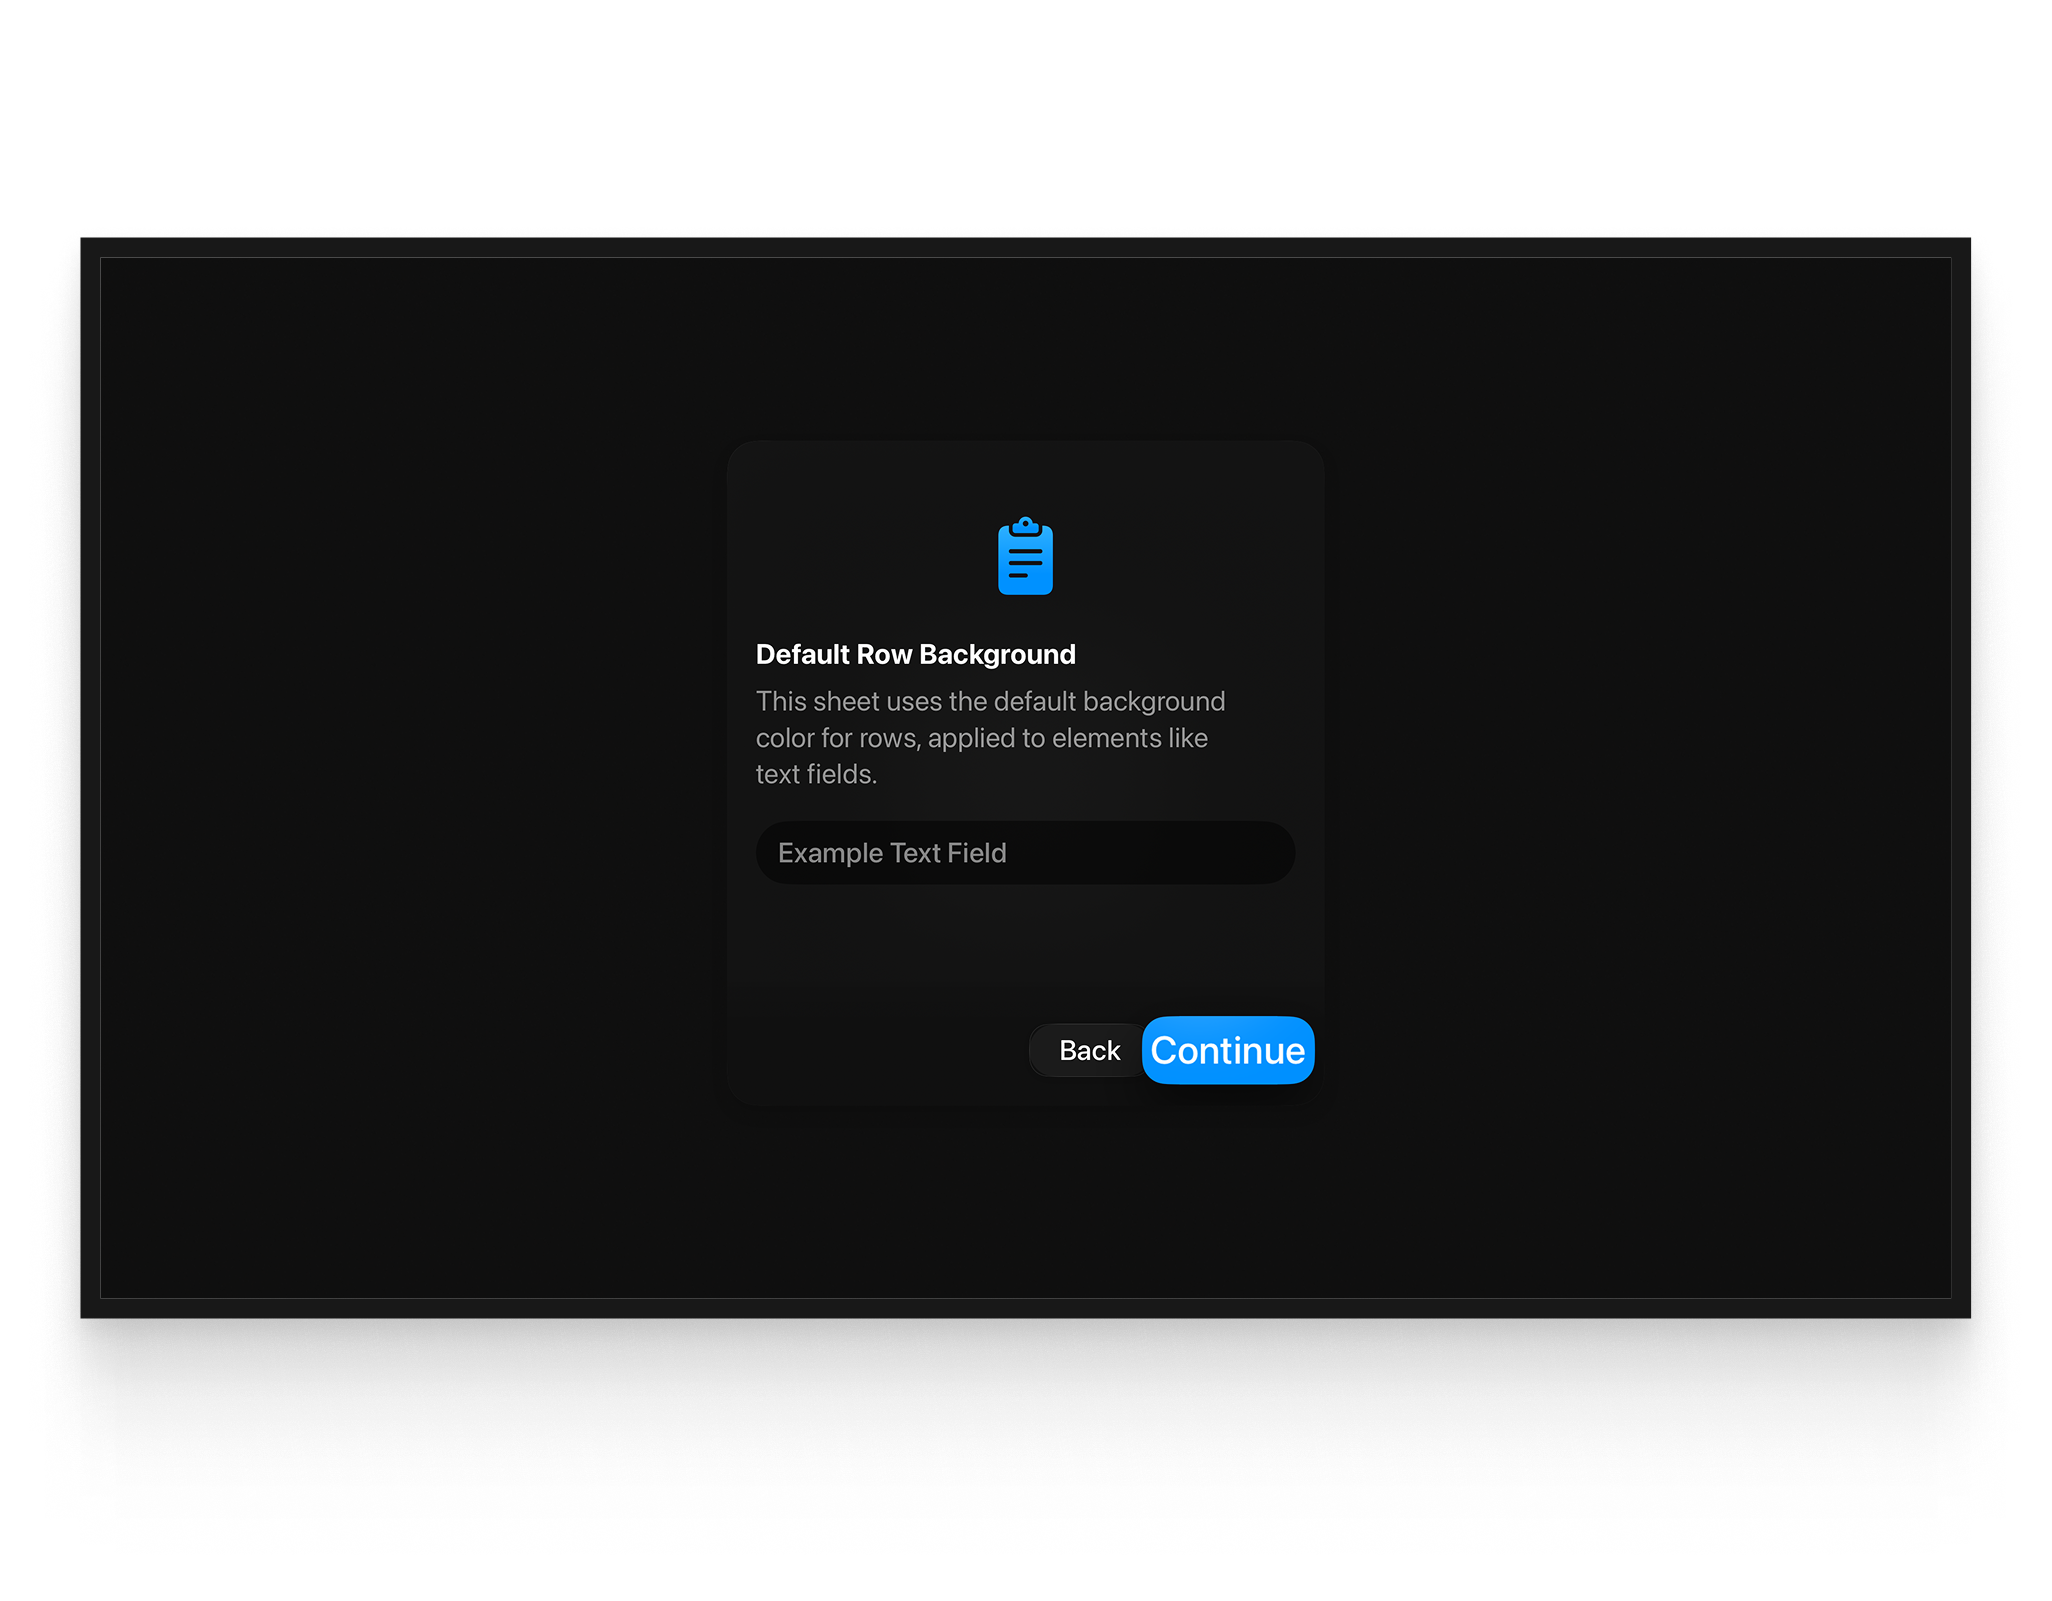 Default Row Background
This sheet uses the default background
color for rows, applied to elements like
text fields.
Example Text Field
Back
Continue